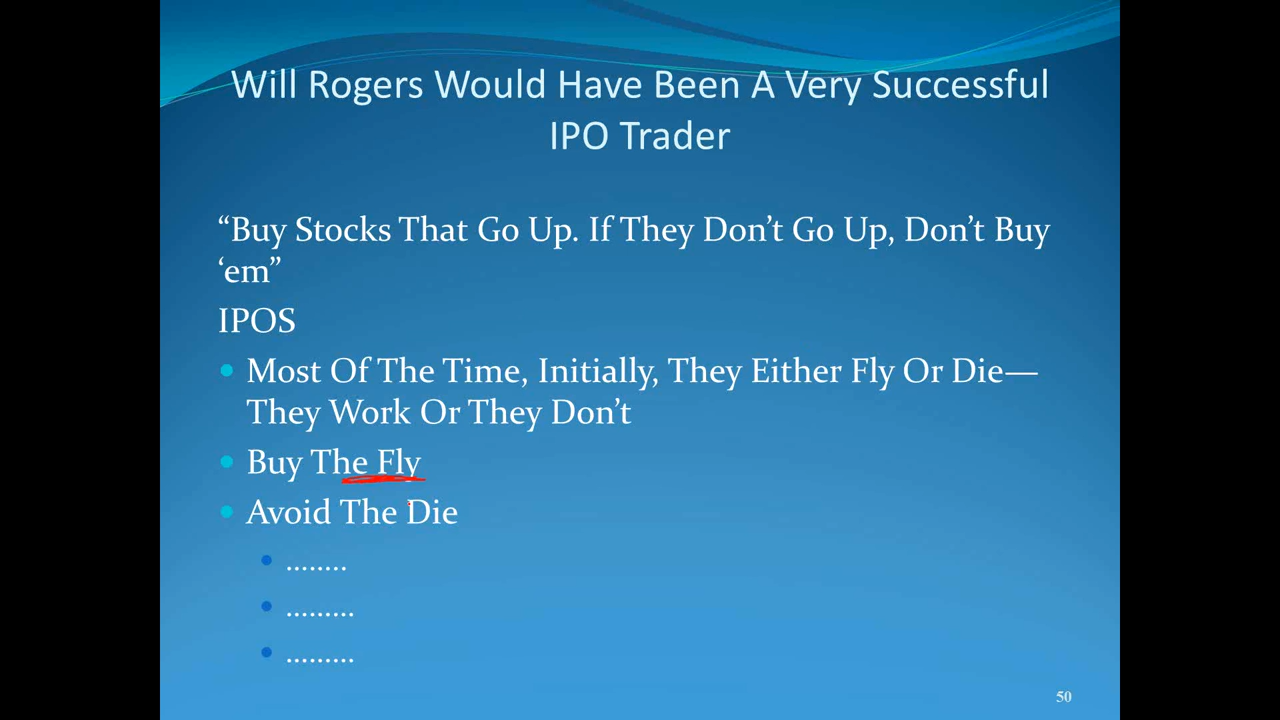 Will Rogers Would Have Been A Very Successful
IPO Trader
“Buy Stocks That Go Up. If They Don’t Go Up, Don’t Buy
‘em”
IPOS
• Most Of The Time, Initially, They Either Fly Or Die—
They Work Or They Don’t
• Buy The Fly
• Avoid The Die
• ........
• .........
• .........
50